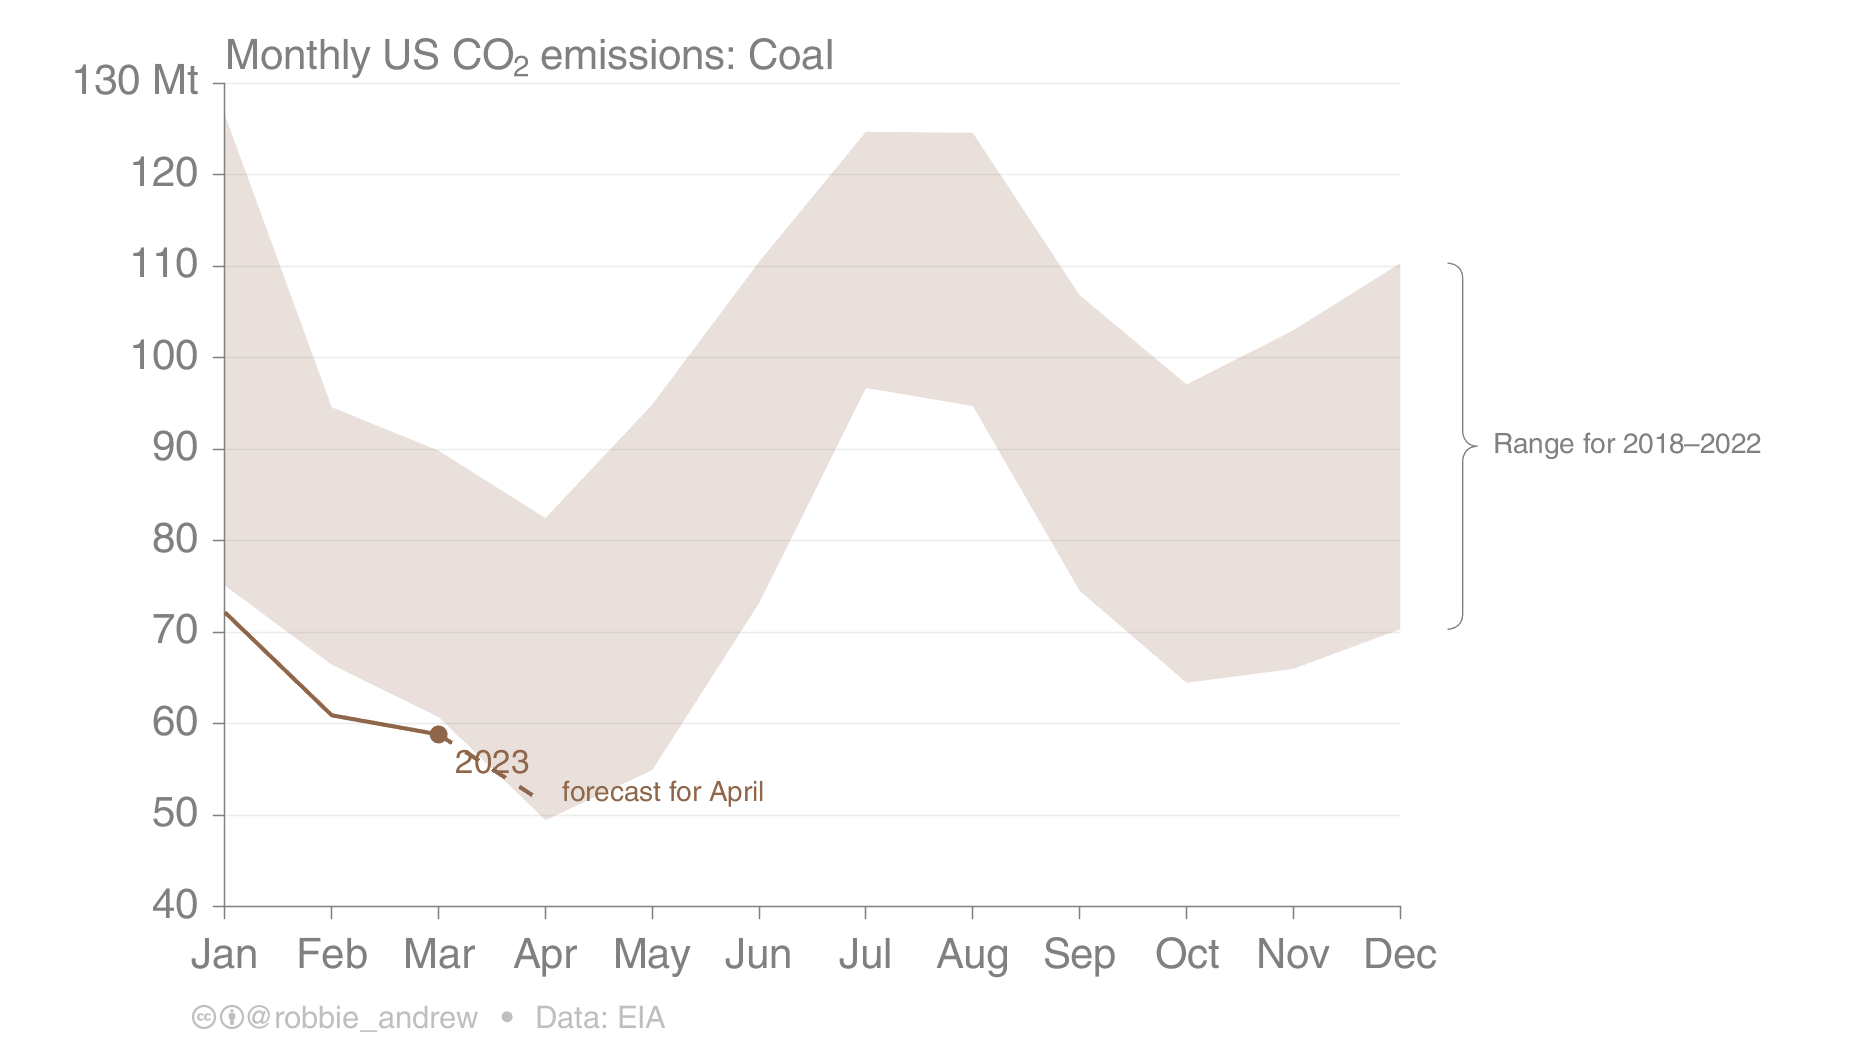 Monthly US CO₂ emissions: Coal
130 Mt
120
110
100
90
80
70
60
50
40
Range for 2018–2022
2023
forecast for April
Jan Feb Mar Apr May Jun Jul Aug Sep Oct Nov Dec
@robbie_andrew • Data: EIA